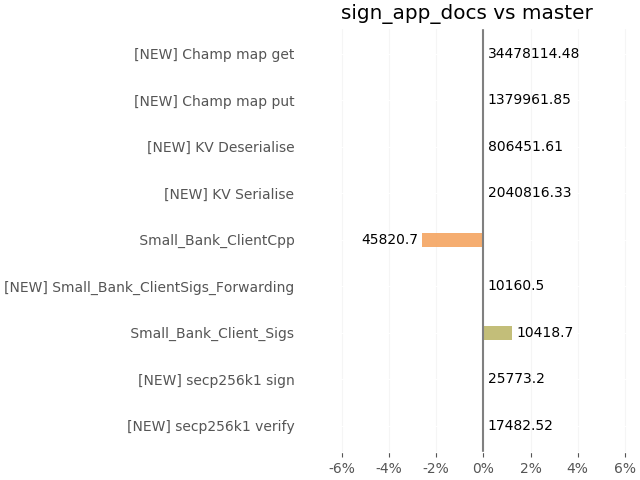 sign_app_docs vs master
[NEW] Champ map get 34478114.48
[NEW] Champ map put 1379961.85
[NEW] KV Deserialise 806451.61
[NEW] KV Serialise 2040816.33
Small_Bank_ClientCpp 45820.7
[NEW] Small_Bank_ClientSigs_Forwarding 10160.5
Small_Bank_Client_Sigs 10418.7
[NEW] secp256k1 sign 25773.2
[NEW] secp256k1 verify 17482.52
-6% -4% -2% 0% 2% 4% 6%